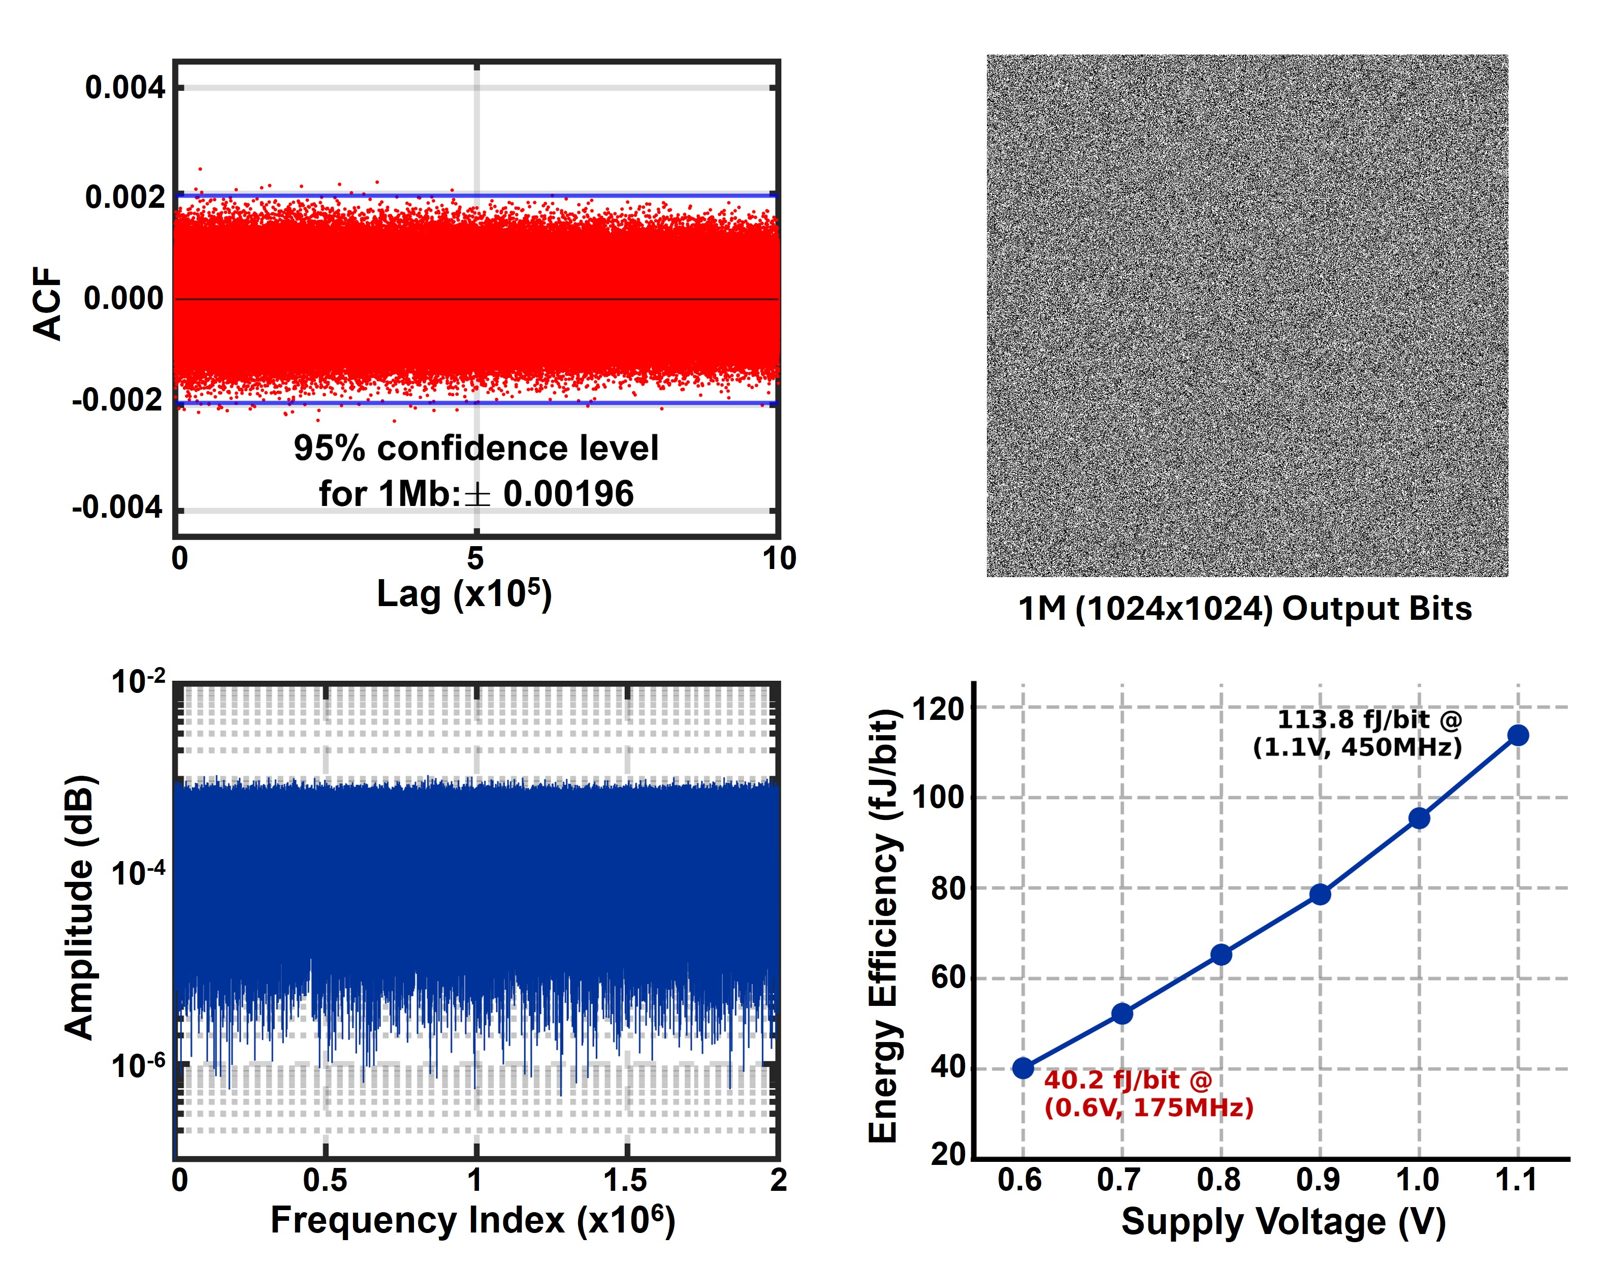 ACF
0.004
0.002
0.000
-0.002
-0.004
95% confidence level
for 1Mb:± 0.00196
0 5 10
Lag (x10⁵)
1M (1024x1024) Output Bits
Amplitude (dB)
10⁻²
10⁻⁴
10⁻⁶
0 0.5 1 1.5 2
Frequency Index (x10⁶)
Energy Efficiency (fJ/bit)
120
100
80
60
40
20
113.8 fJ/bit @
(1.1V, 450MHz)
40.2 fJ/bit @
(0.6V, 175MHz)
0.6 0.7 0.8 0.9 1.0 1.1
Supply Voltage (V)